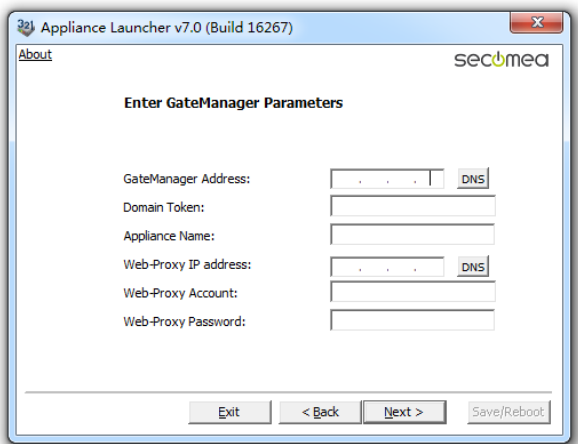 Appliance Launcher v7.0 (Build 16267)
About
secomea
Enter GateManager Parameters
GateManager Address: . . . DNS
Domain Token:
Appliance Name:
Web-Proxy IP address: . . . DNS
Web-Proxy Account:
Web-Proxy Password:
Exit < Back Next > Save/Reboot